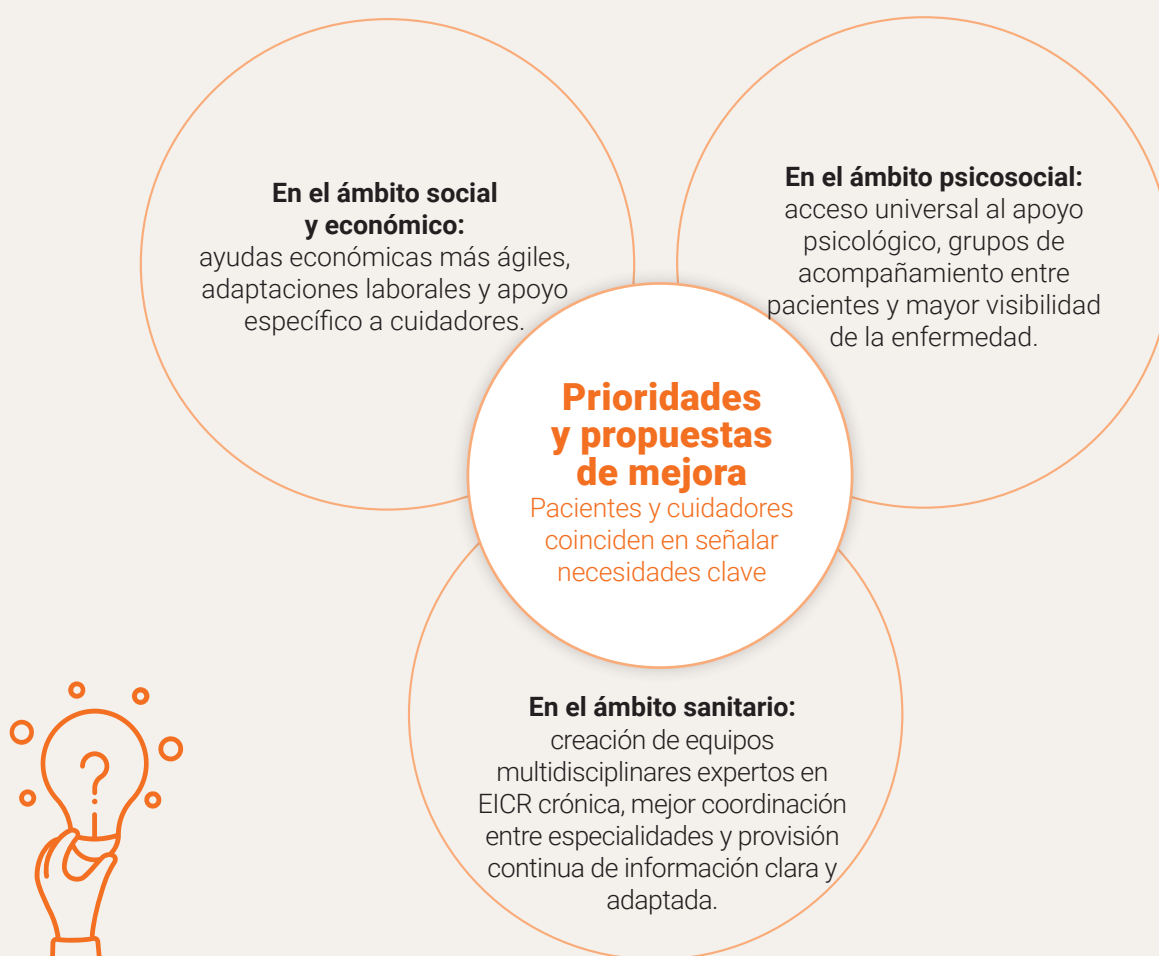 En el ámbito social
y económico:
ayudas económicas más ágiles,
adaptaciones laborales y apoyo
específico a cuidadores.
En el ámbito psicosocial:
acceso universal al apoyo
psicológico, grupos de
acompañamiento entre
pacientes y mayor visibilidad
de la enfermedad.
Prioridades
y propuestas
de mejora
Pacientes y cuidadores
coinciden en señalar
necesidades clave
En el ámbito sanitario:
creación de equipos
multidisciplinares expertos en
EICR crónica, mejor coordinación
entre especialidades y provisión
continua de información clara y
adaptada.
?